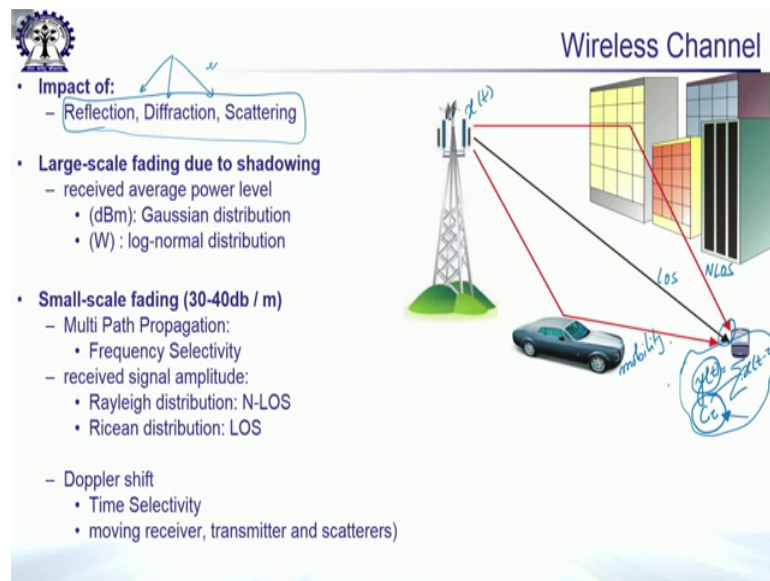 Wireless Channel
• Impact of:
– Reflection, Diffraction, Scattering
• Large-scale fading due to shadowing
– received average power level
• (dBm): Gaussian distribution
• (W) : log-normal distribution
• Small-scale fading (30-40db / m)
– Multi Path Propagation:
• Frequency Selectivity
– received signal amplitude:
• Rayleigh distribution: N-LOS
• Ricean distribution: LOS
– Doppler shift
• Time Selectivity
• moving receiver, transmitter and scatterers)
x(t)
LOS
NLOS
mobility
y(t) = Σ x(t-